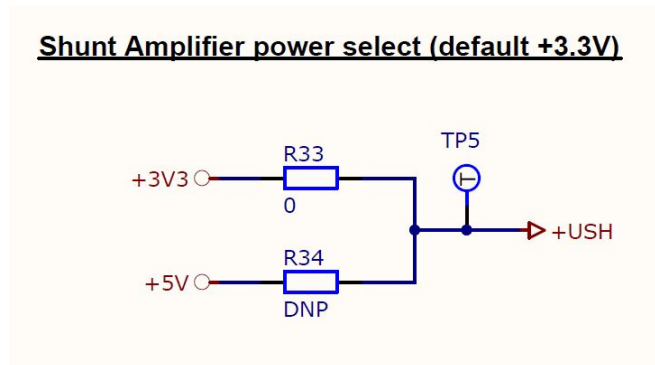 Shunt Amplifier power select (default +3.3V)
TP5
R33
+3V3
0
+USH
R34
+5V
DNP
T